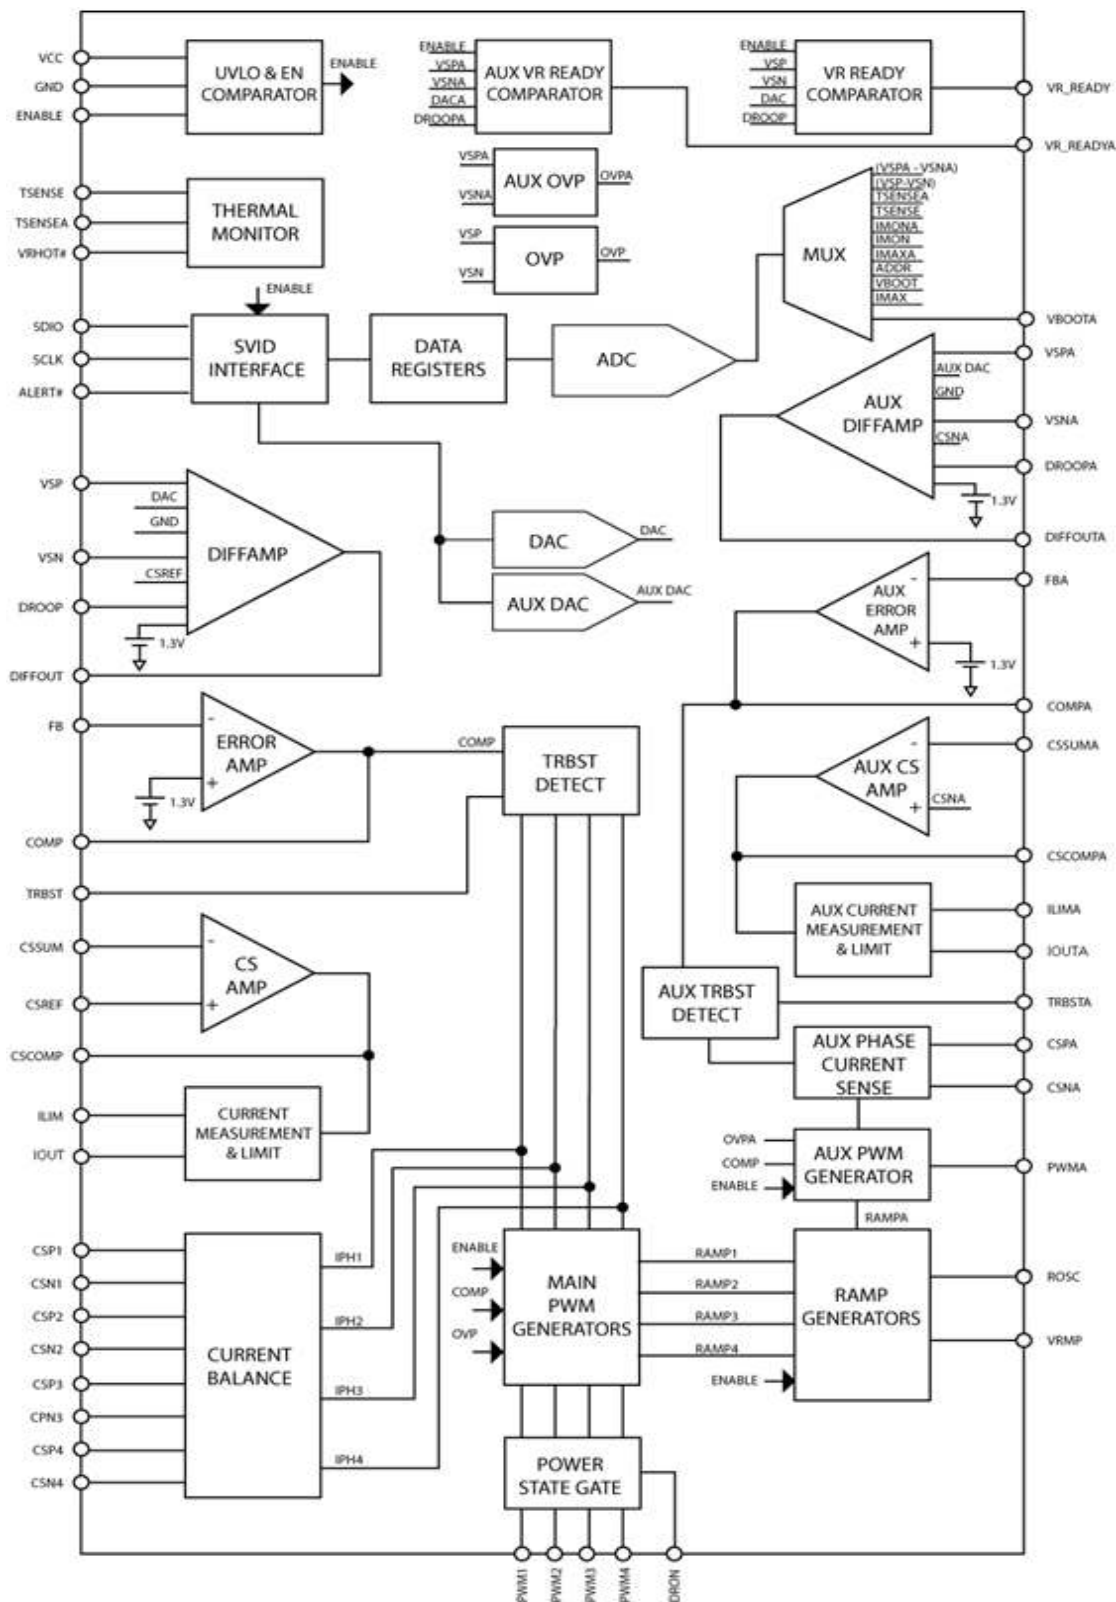 VCC
GND
ENABLE
UVLO & EN
COMPARATOR
ENABLE
ENABLE
VSPA
VSNA
DACA
DROOPA
AUX VR READY
COMPARATOR
ENABLE
VSP
VSN
DAC
DROOP
VR READY
COMPARATOR
VR_READY
VR_READYA
TSENSE
TSENSEA
VRHOT#
THERMAL
MONITOR
VSPA
VSNA
AUX OVP
OVPA
VSP
VSN
OVP
OVP
MUX
(VSPA - VSNA)
(VSP-VSN)
TSENSEA
TSENSE
IMONA
IMON
IMAXA
ADDR
VBOOT
IMAX
VBOOTA
ENABLE
SDIO
SCLK
ALERT#
SVID
INTERFACE
DATA
REGISTERS
ADC
VSPA
AUX DAC
GND
VSNA
CSNA
DROOPA
1.3V
AUX
DIFFAMP
DIFFOUTA
VSP
DAC
GND
VSN
CSREF
DROOP
1.3V
DIFFAMP
DIFFOUT
DAC
DAC
AUX DAC
AUX DAC
FBA
-
AUX
ERROR
AMP
+
1.3V
COMPA
FB
-
ERROR
AMP
+
1.3V
COMP
COMP
TRBST
DETECT
TRBST
CSSUMA
-
AUX CS
AMP
+
CSNA
CSCOMPA
CSSUM
-
CS
AMP
+
CSREF
CSCOMP
AUX CURRENT
MEASUREMENT
& LIMIT
ILIMA
IOUTA
AUX TRBST
DETECT
TRBSTA
AUX PHASE
CURRENT
SENSE
CSPA
CSNA
ILIM
IOUT
CURRENT
MEASUREMENT
& LIMIT
OVPA
COMP
ENABLE
AUX PWM
GENERATOR
PWMA
RAMPA
CSP1
CSN1
CSP2
CSN2
CSP3
CPN3
CSP4
CSN4
CURRENT
BALANCE
IPH1
IPH2
IPH3
IPH4
ENABLE
COMP
OVP
MAIN
PWM
GENERATORS
RAMP1
RAMP2
RAMP3
RAMP4
ENABLE
RAMP
GENERATORS
ROSC
VRMP
POWER
STATE GATE
PWM1
PWM2
PWM3
PWM4
DRON